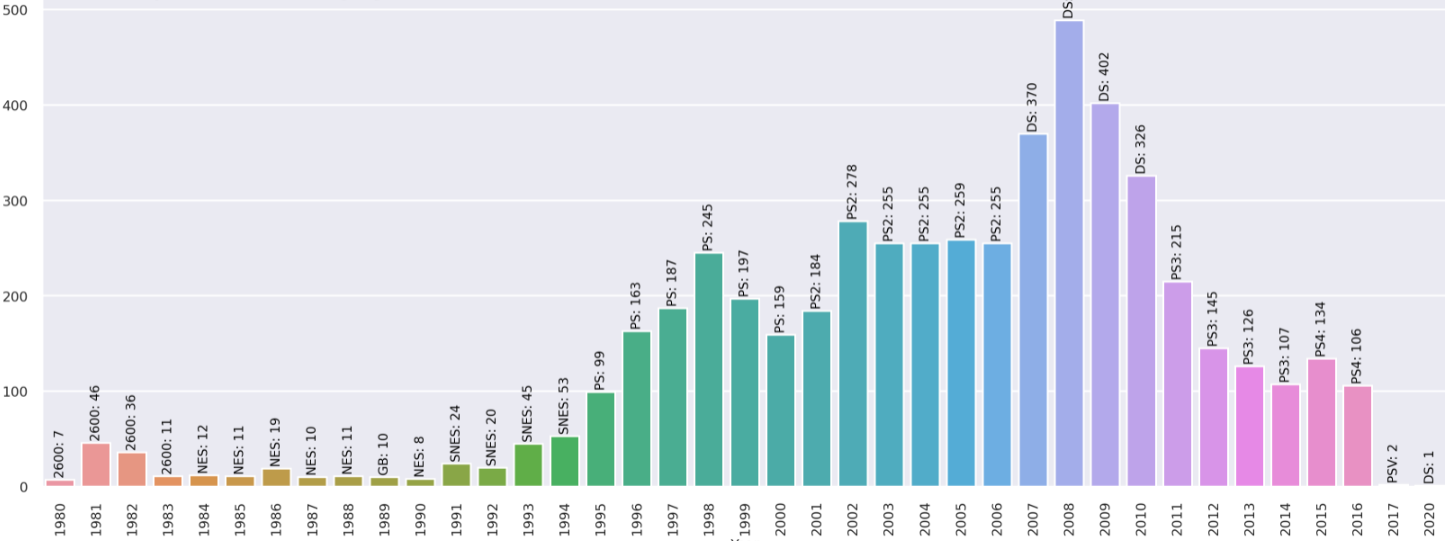 500
400
300
200
100
0
2600: 7
2600: 46
2600: 36
2600: 11
NES: 12
NES: 11
NES: 19
NES: 10
NES: 11
GB: 10
NES: 8
SNES: 24
SNES: 20
SNES: 45
SNES: 53
PS: 99
PS: 163
PS: 187
PS: 245
PS: 197
PS: 159
PS2: 184
PS2: 278
PS2: 255
PS2: 255
PS2: 259
PS2: 255
DS: 370
DS
DS: 402
DS: 326
PS3: 215
PS3: 145
PS3: 126
PS3: 107
PS4: 134
PS4: 106
PSV: 2
DS: 1
1980
1981
1982
1983
1984
1985
1986
1987
1988
1989
1990
1991
1992
1993
1994
1995
1996
1997
1998
1999
2000
2001
2002
2003
2004
2005
2006
2007
2008
2009
2010
2011
2012
2013
2014
2015
2016
2017
2020